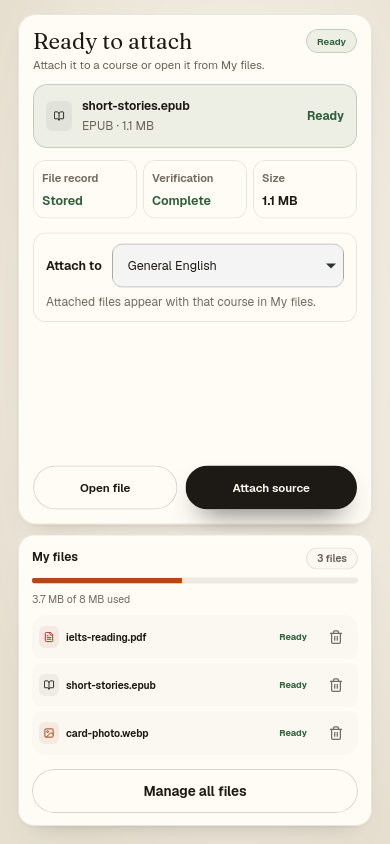 Ready to attach
Ready
Attach it to a course or open it from My files.
short-stories.epub
EPUB · 1.1 MB
Ready
File record
Stored
Verification
Complete
Size
1.1 MB
Attach to
General English
Attached files appear with that course in My files.
Open file
Attach source
My files
3 files
3.7 MB of 8 MB used
ielts-reading.pdf
Ready
short-stories.epub
Ready
card-photo.webp
Ready
Manage all files